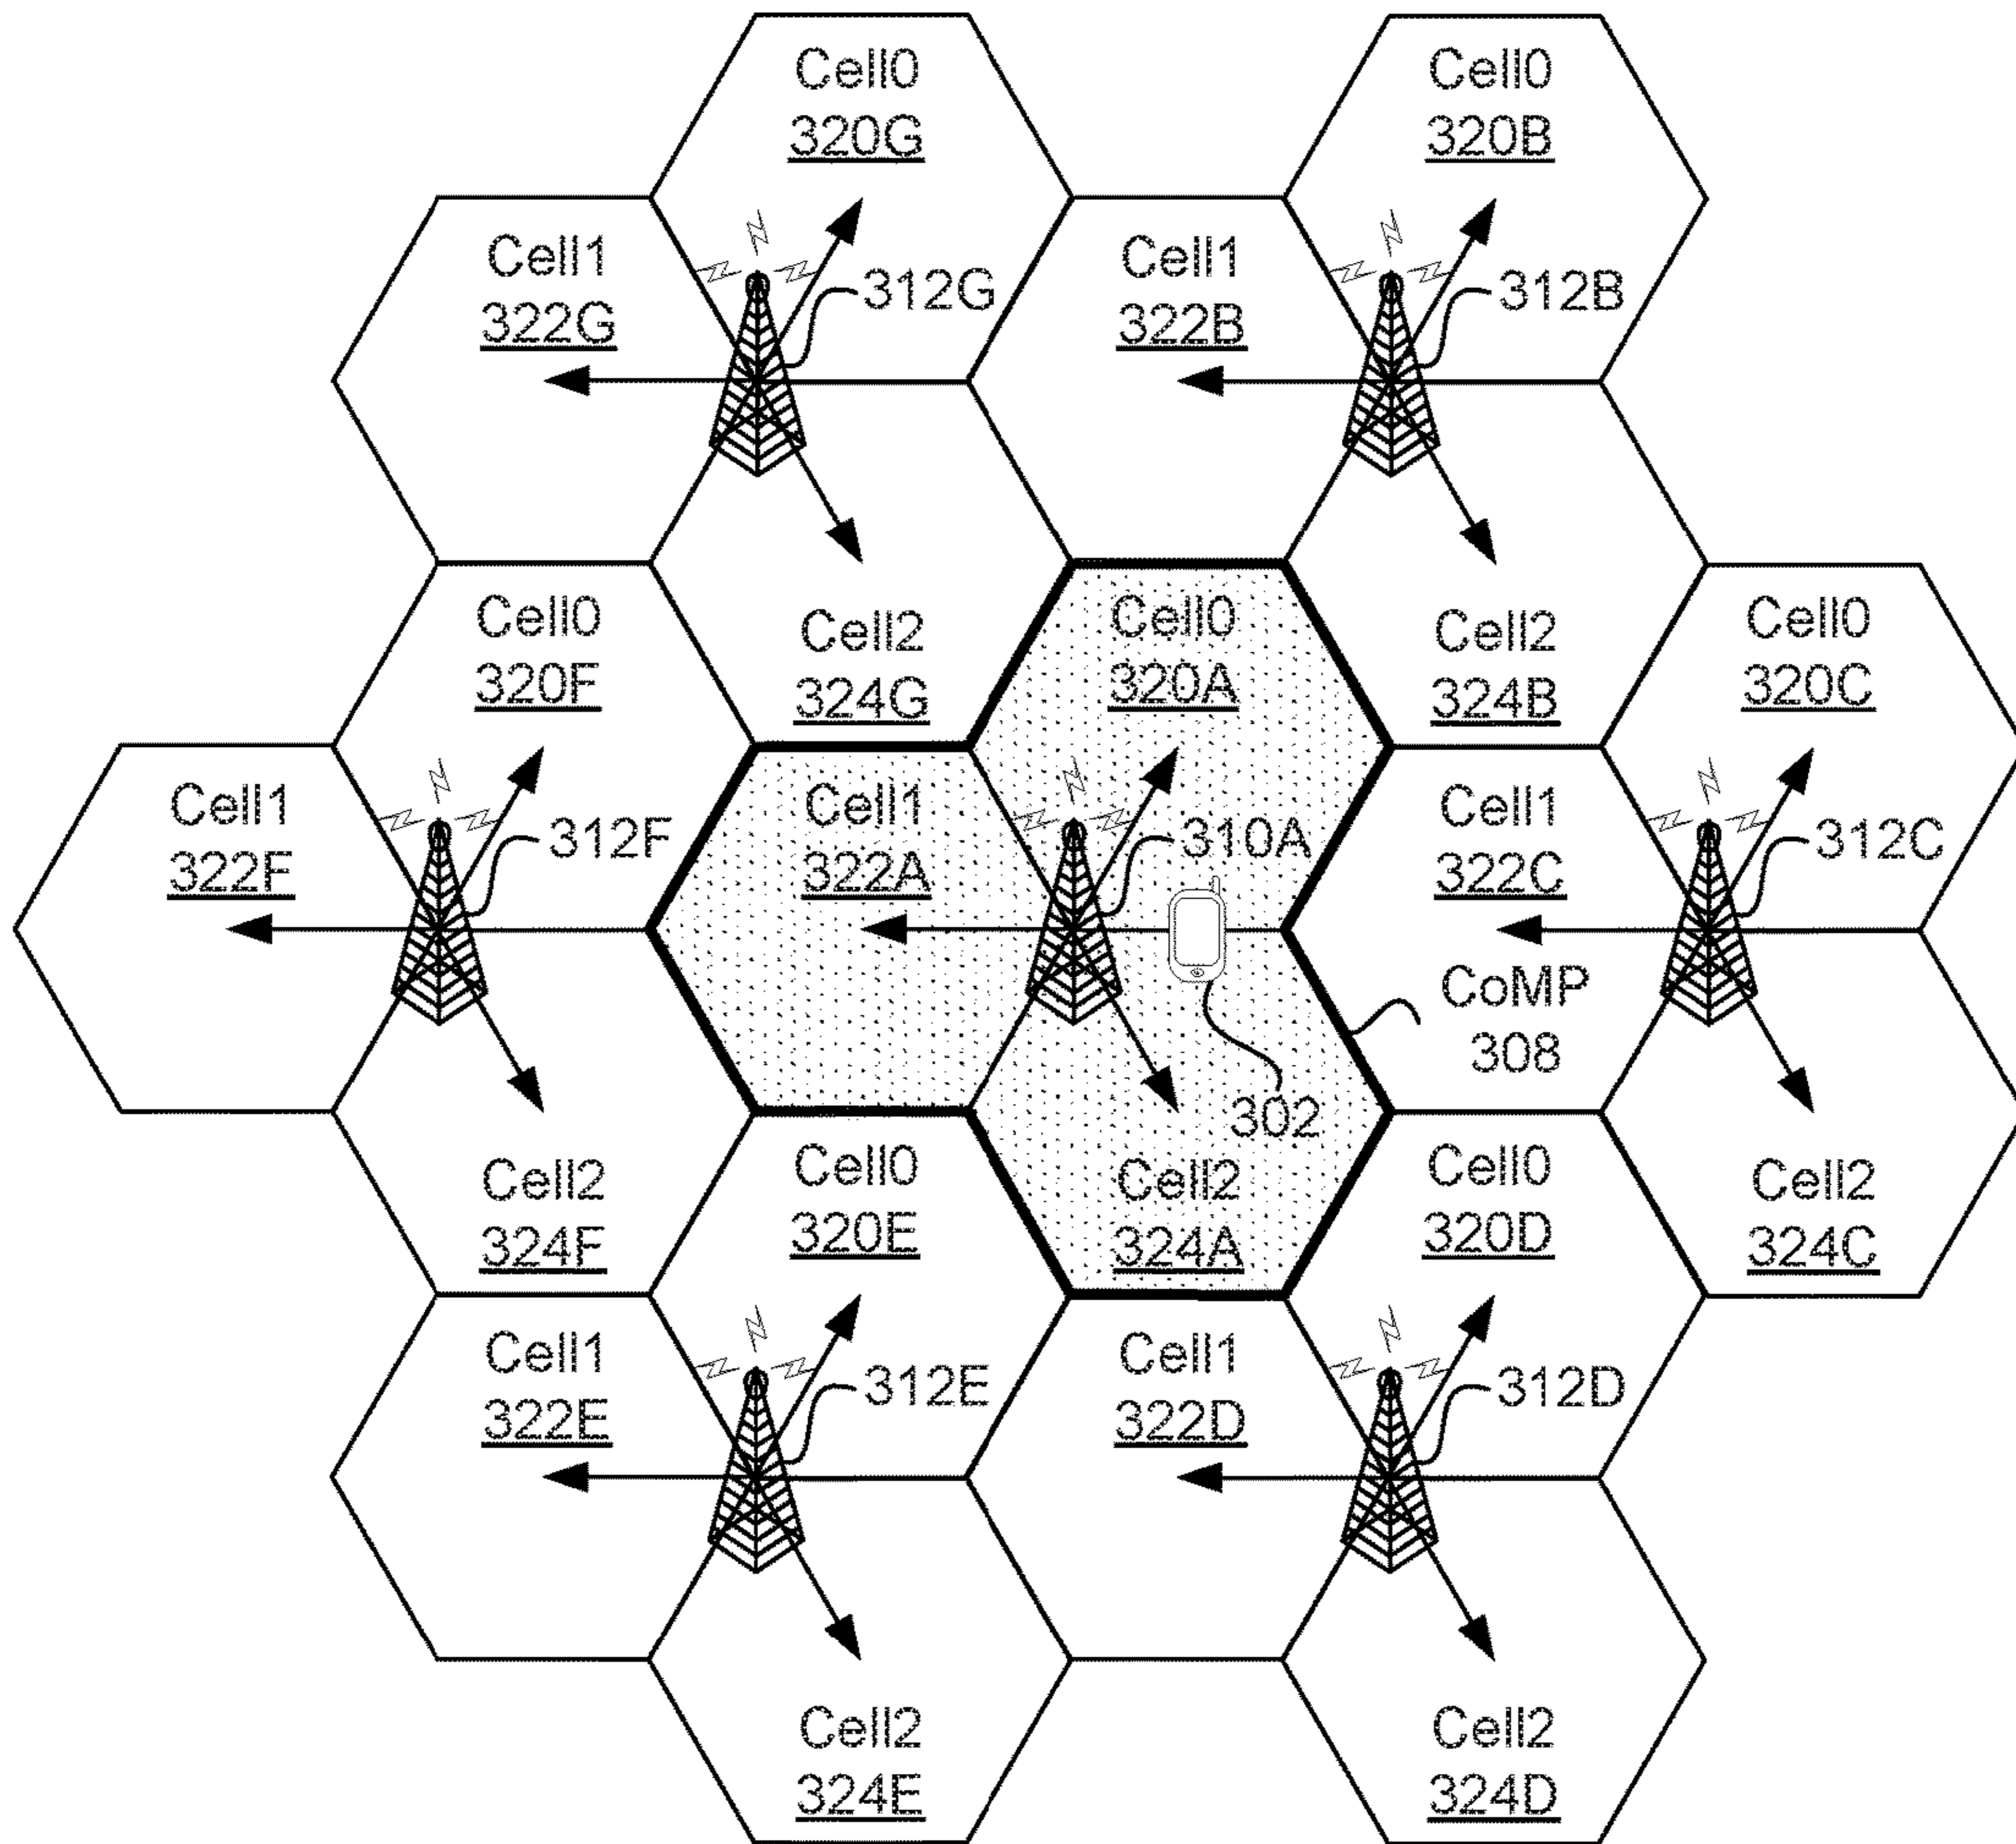 Cell0
320G
Cell0
320B
Cell1
322G
312G
Cell1
322B
312B
Cell0
320F
Cell2
324G
Cell0
320A
Cell2
324B
Cell0
320C
Cell1
322F
312F
Cell1
322A
310A
Cell1
322C
312C
CoMP
308
302
Cell2
324F
Cell0
320E
Cell2
324A
Cell0
320D
Cell2
324C
Cell1
322E
312E
Cell1
322D
312D
Cell2
324E
Cell2
324D